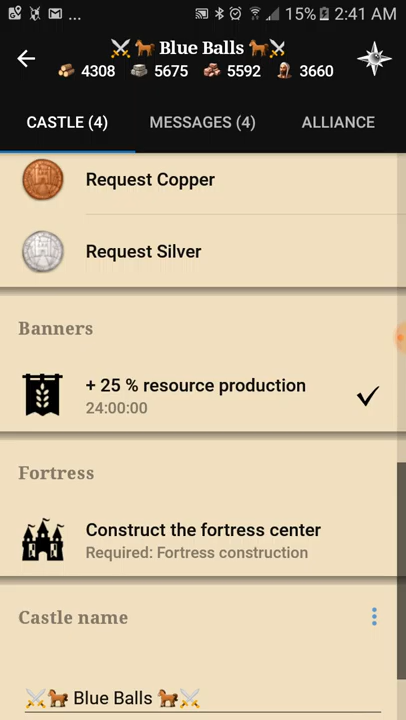 15% 2:41 AM
⚔️🐎 Blue Balls 🐎⚔️
4308 5675 5592 3660
CASTLE (4) MESSAGES (4) ALLIANCE
Request Copper
Request Silver
Banners
+ 25 % resource production
24:00:00
Fortress
Construct the fortress center
Required: Fortress construction
Castle name
⚔️🐎 Blue Balls 🐎⚔️